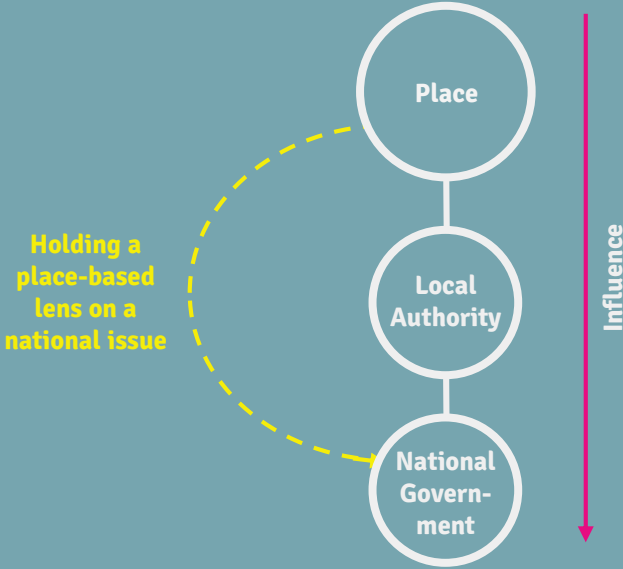 Place
Holding a
place-based
lens on a
national issue
Local
Authority
Influence
National
Govern-
ment